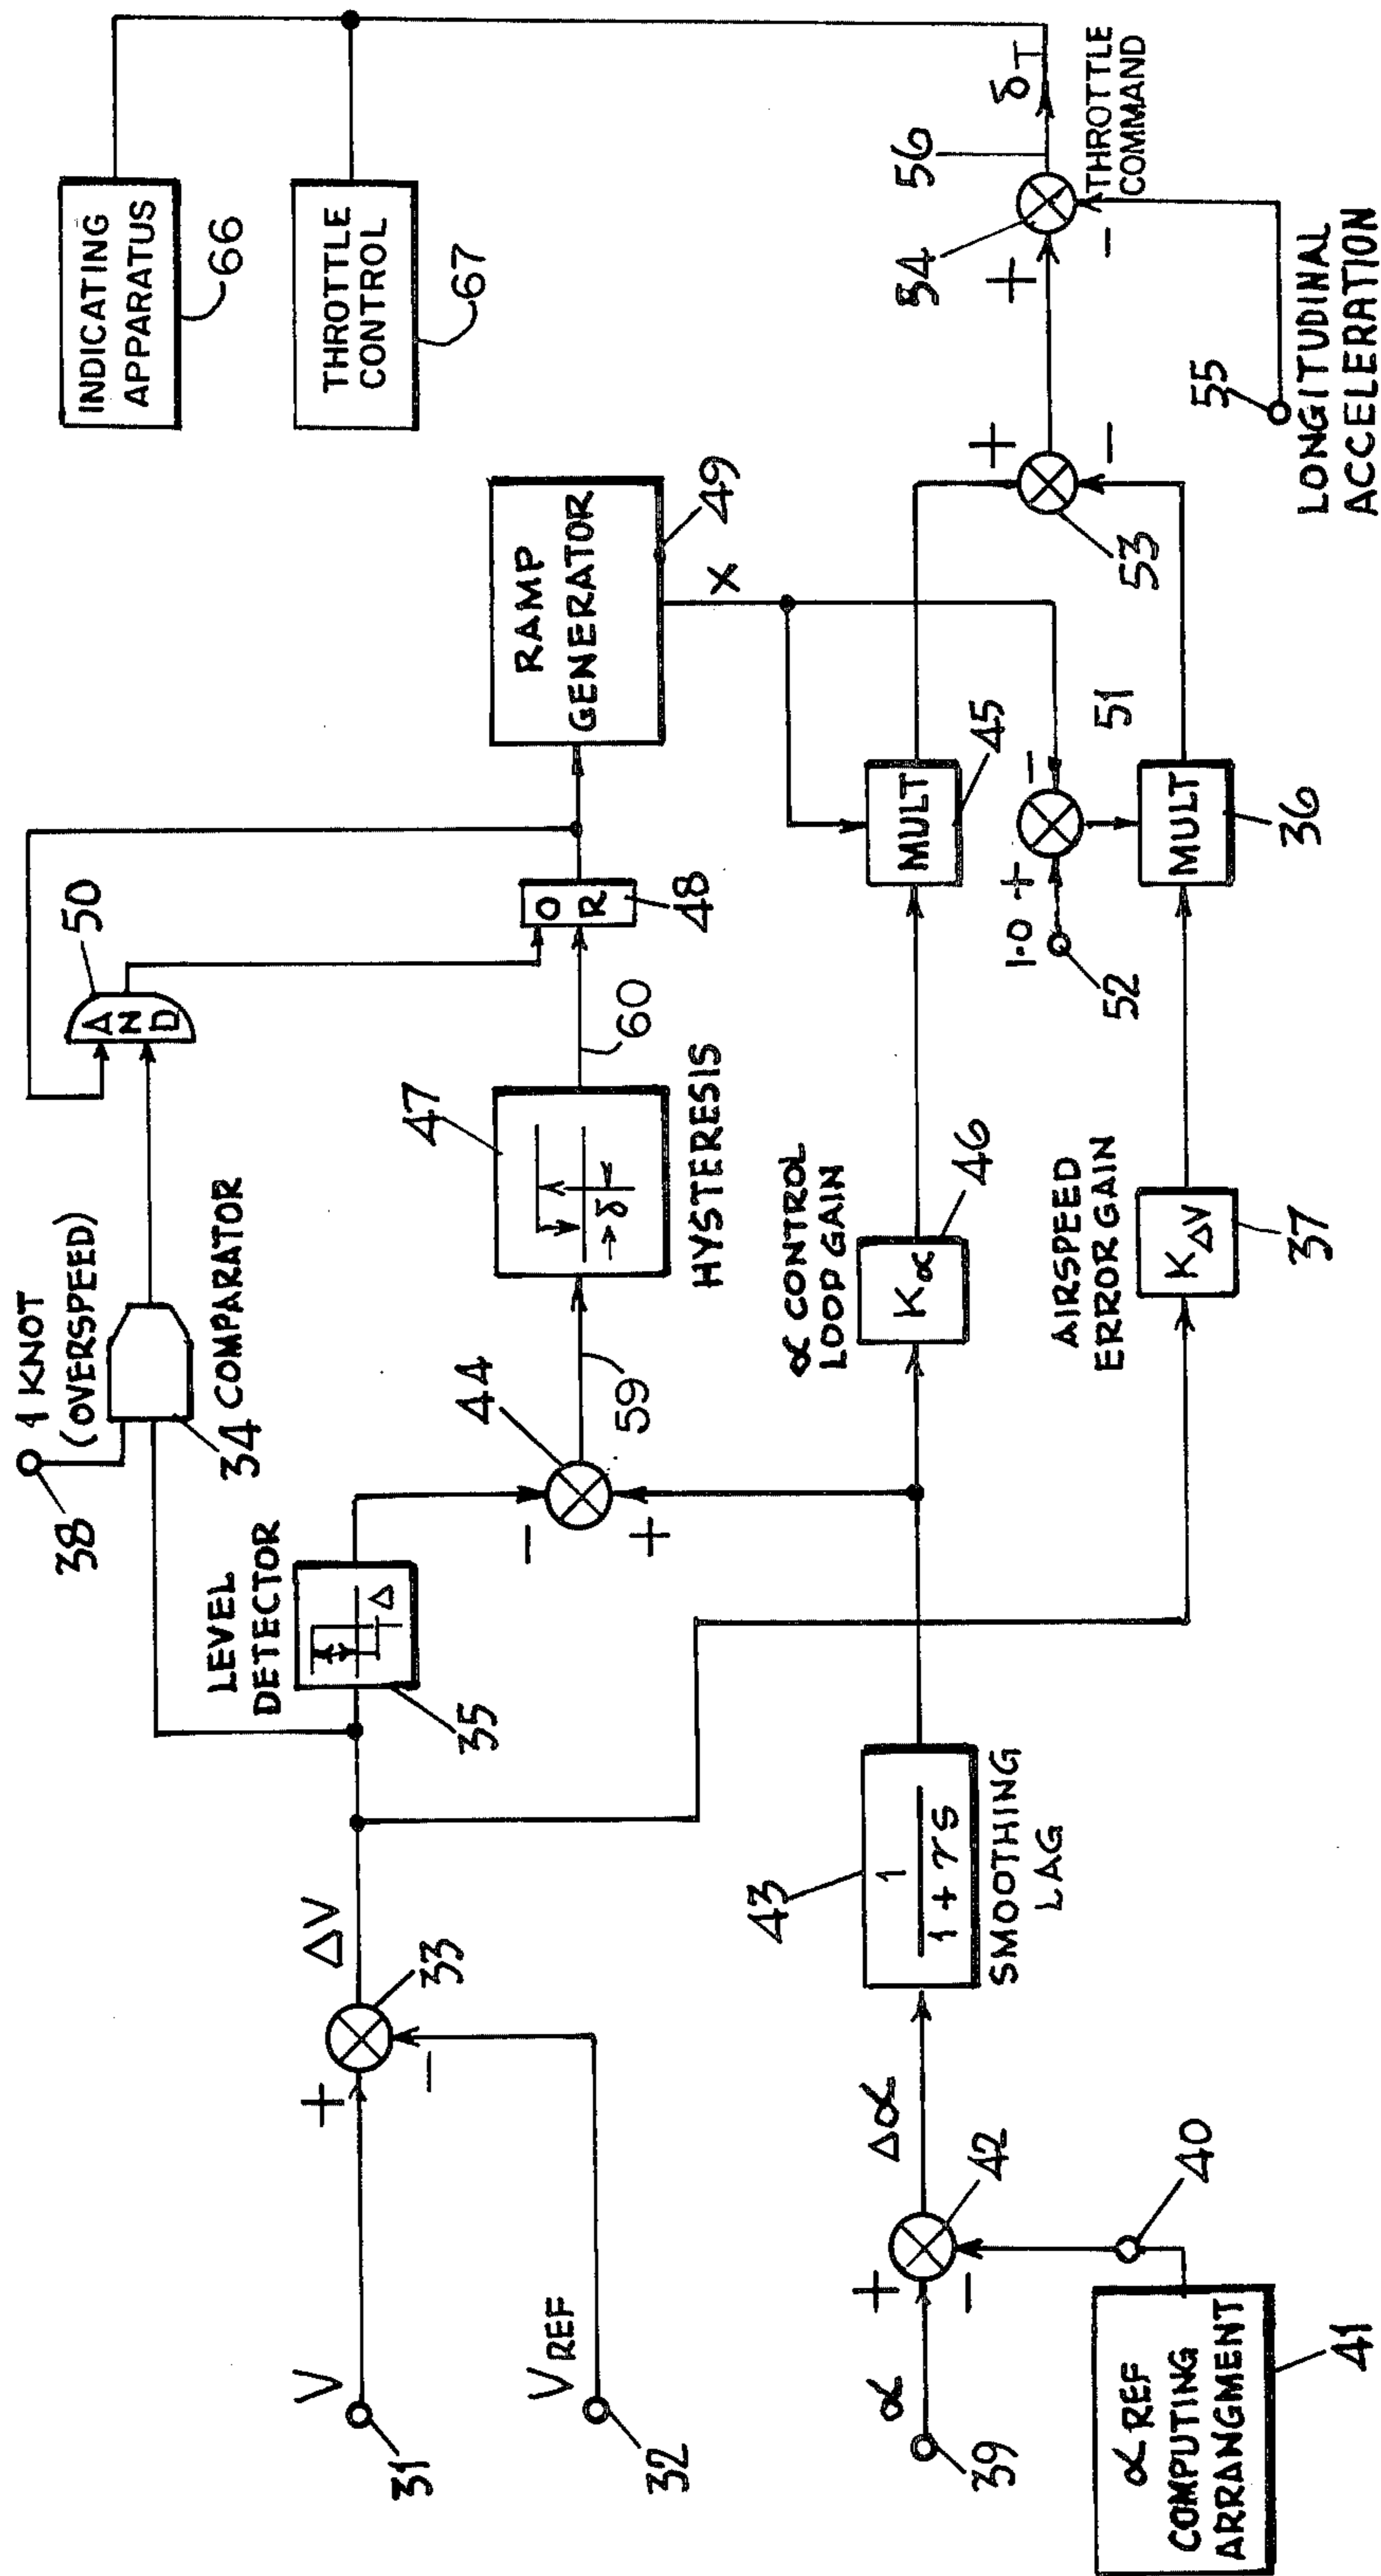 INDICATING
APPARATUS
66
THROTTLE
CONTROL
67
1 KNOT
(OVERSPEED)
38
34 COMPARATOR
AND
50
LEVEL
DETECTOR
Δ
35
V
31
+
-
33
ΔV
VREF
32
-
+
44
59
47
δ
HYSTERESIS
60
OR
48
RAMP
GENERATOR
49
X
α
39
+
-
42
Δα
40
α REF
COMPUTING
ARRANGMENT
41
43
1
1 + τs
SMOOTHING
LAG
α CONTROL
LOOP GAIN
Kα
46
MULT
45
AIRSPEED
ERROR GAIN
KΔV
37
1.0 +
-
52
51
MULT
36
+
-
53
+
-
54
56
δT
THROTTLE
COMMAND
55
LONGITUDINAL
ACCELERATION